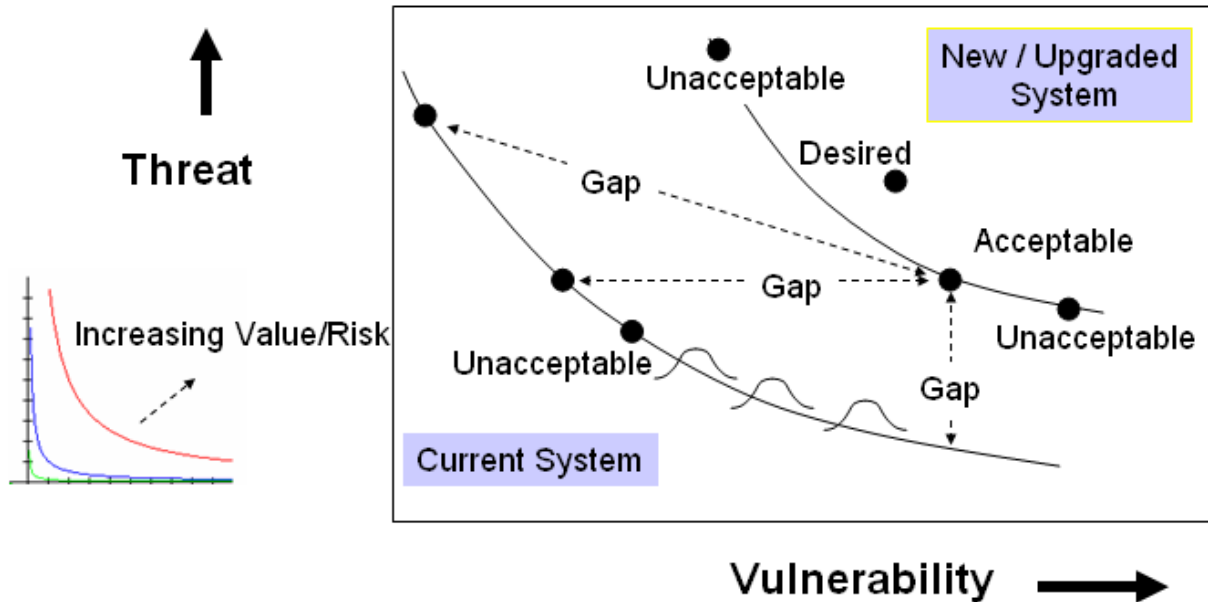 Unacceptable
New / Upgraded
System
Threat
Desired
Gap
Acceptable
Gap
Increasing Value/Risk
Unacceptable
Unacceptable
Gap
Current System
Vulnerability